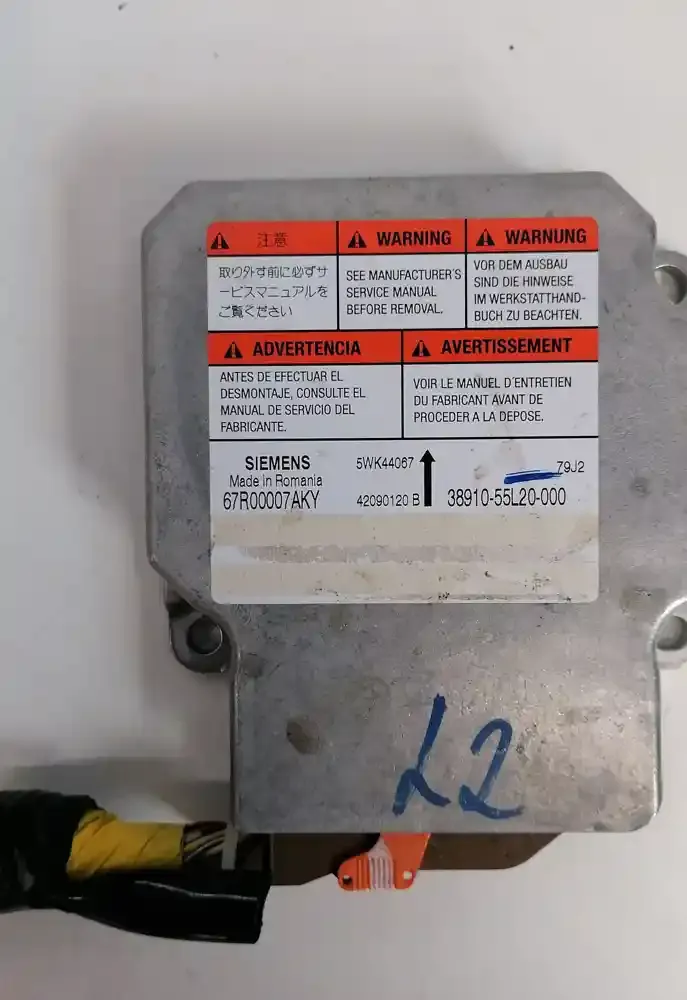 注意
取り外す前に必ずサ
ービスマニュアルを
ご覧ください
WARNING
SEE MANUFACTURER'S
SERVICE MANUAL
BEFORE REMOVAL.
WARNUNG
VOR DEM AUSBAU
SIND DIE HINWEISE
IM WERKSTATTHAND-
BUCH ZU BEACHTEN.
ADVERTENCIA
ANTES DE EFECTUAR EL
DESMONTAJE, CONSULTE EL
MANUAL DE SERVICIO DEL
FABRICANTE.
AVERTISSEMENT
VOIR LE MANUEL D'ENTRETIEN
DU FABRICANT AVANT DE
PROCEDER A LA DEPOSE.
SIEMENS 5WK44067 79J2
Made in Romania
67R00007AKY 42090120 B 38910-55L20-000
L2